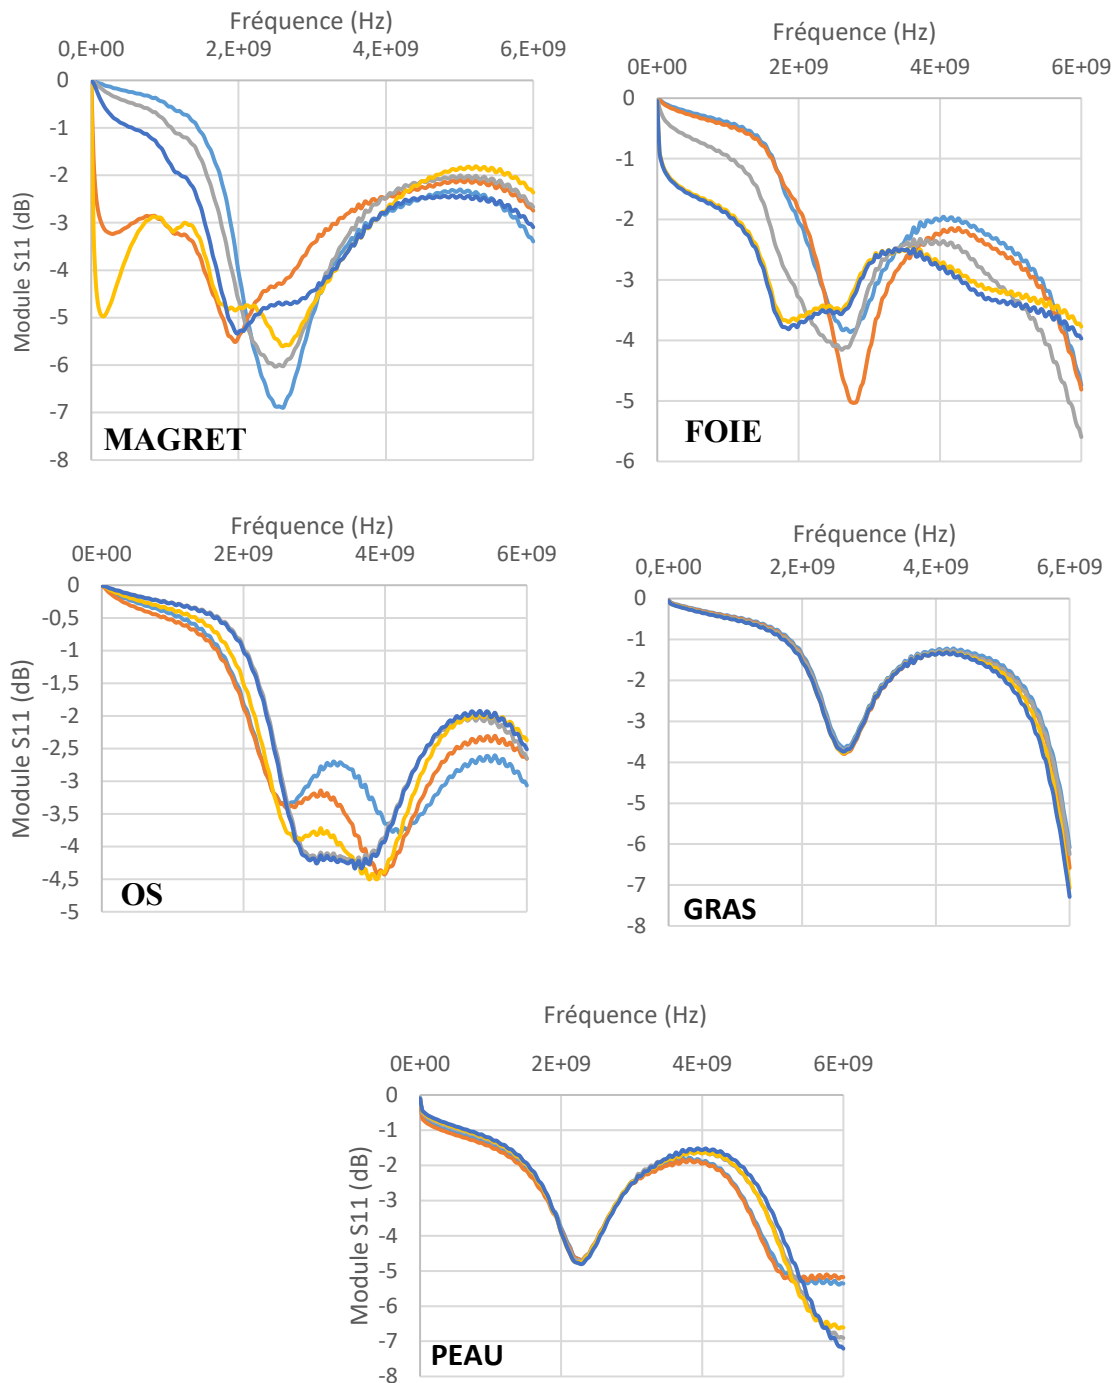 Fréquence (Hz)
0,E+00 2,E+09 4,E+09 6,E+09
Module S11 (dB)
0
-1
-2
-3
-4
-5
-6
-7
-8
MAGRET
Fréquence (Hz)
0E+00 2E+09 4E+09 6E+09
0
-1
-2
-3
-4
-5
-6
FOIE
Fréquence (Hz)
0E+00 2E+09 4E+09 6E+09
Module S11 (dB)
0
-0,5
-1
-1,5
-2
-2,5
-3
-3,5
-4
-4,5
-5
OS
Fréquence (Hz)
0,E+00 2,E+09 4,E+09 6,E+09
0
-1
-2
-3
-4
-5
-6
-7
-8
GRAS
Fréquence (Hz)
0E+00 2E+09 4E+09 6E+09
Module S11 (dB)
0
-1
-2
-3
-4
-5
-6
-7
-8
PEAU